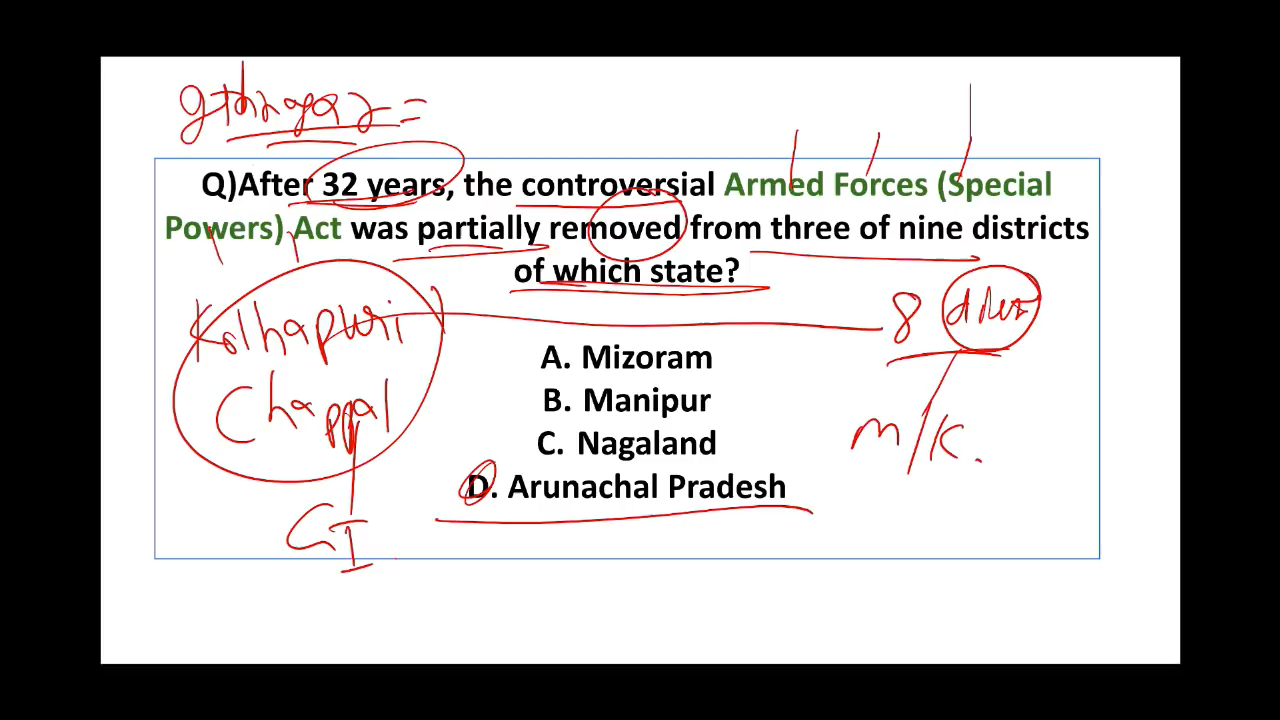 Q)After 32 years, the controversial Armed Forces (Special
Powers) Act was partially removed from three of nine districts
of which state?
Kolhapuri
Chappal
GI
8
A. Mizoram
B. Manipur
C. Nagaland
D. Arunachal Pradesh
M/K.